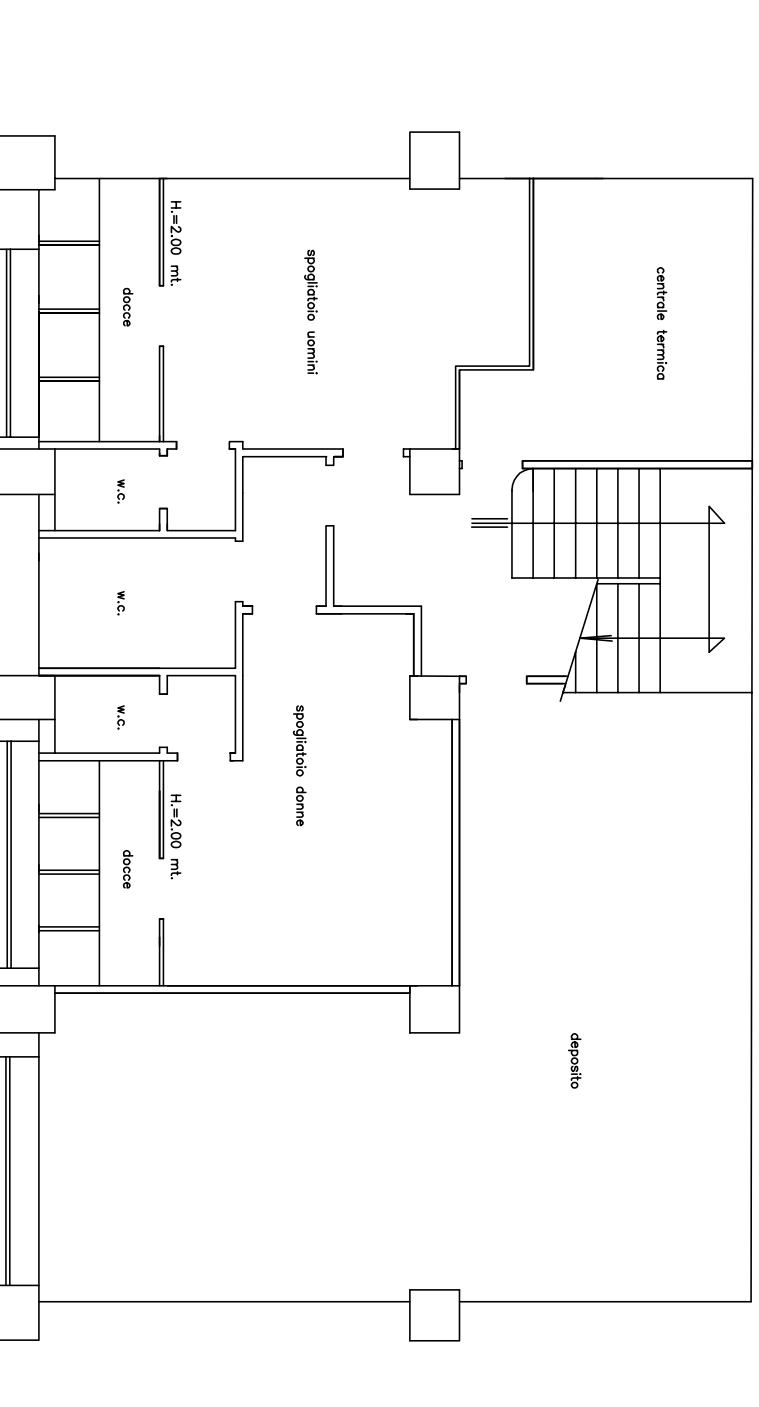 centrale termica
spogliatoio uomini
H.=2.00 mt.
docce
w.c.
w.c.
w.c.
spogliatoio donne
H.=2.00 mt.
docce
deposito